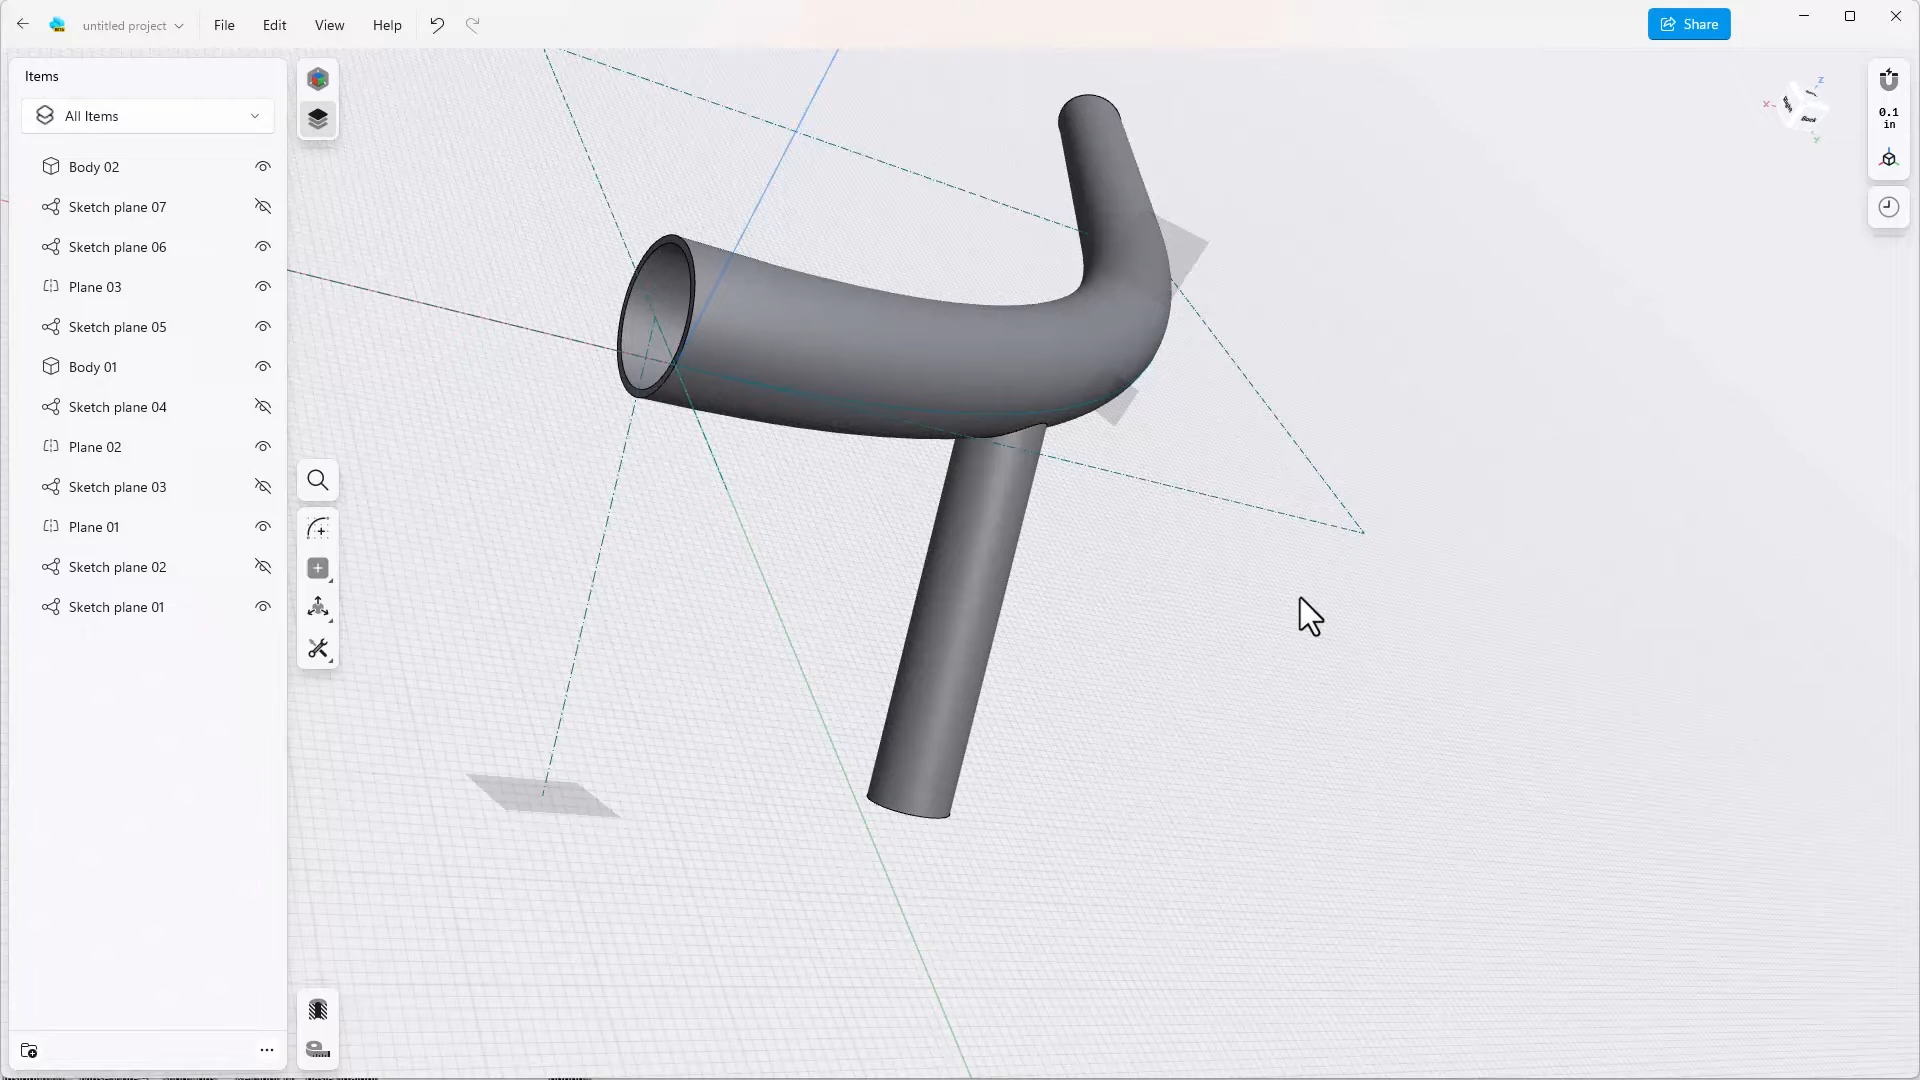 untitled project
File
Edit
View
Help
Share
Items
All Items
Body 02
Sketch plane 07
Sketch plane 06
Plane 03
Sketch plane 05
Body 01
Sketch plane 04
Plane 02
Sketch plane 03
Plane 01
Sketch plane 02
Sketch plane 01
X
Z
Y
Right
Back
0.1
in